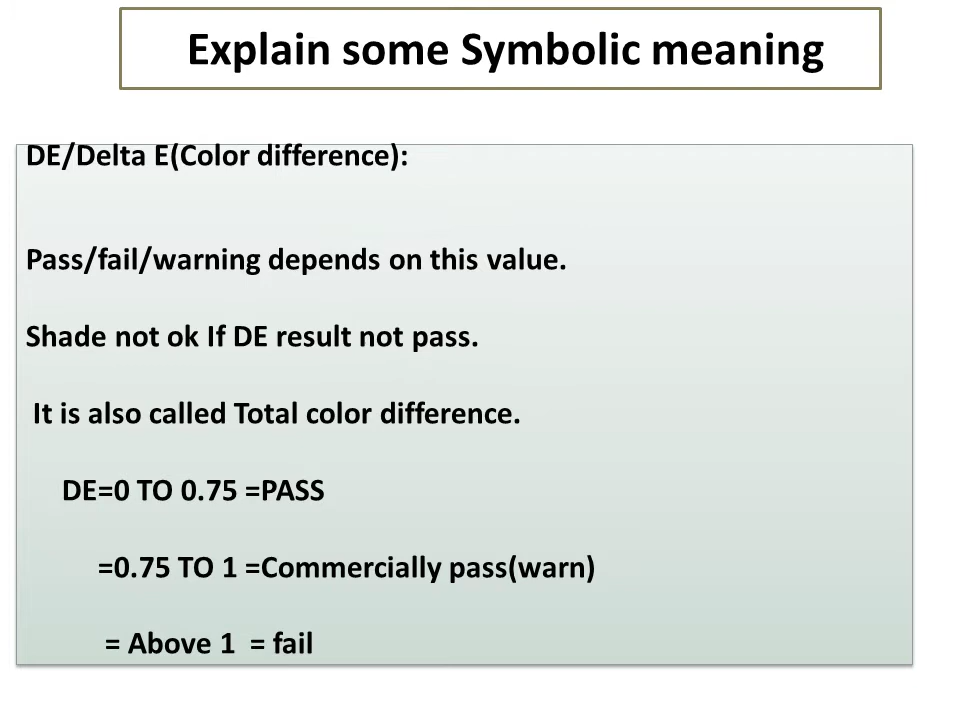 Explain some Symbolic meaning
DE/Delta E(Color difference):
Pass/fail/warning depends on this value.
Shade not ok If DE result not pass.
It is also called Total color difference.
DE=0 TO 0.75 =PASS
=0.75 TO 1 =Commercially pass(warn)
= Above 1  = fail